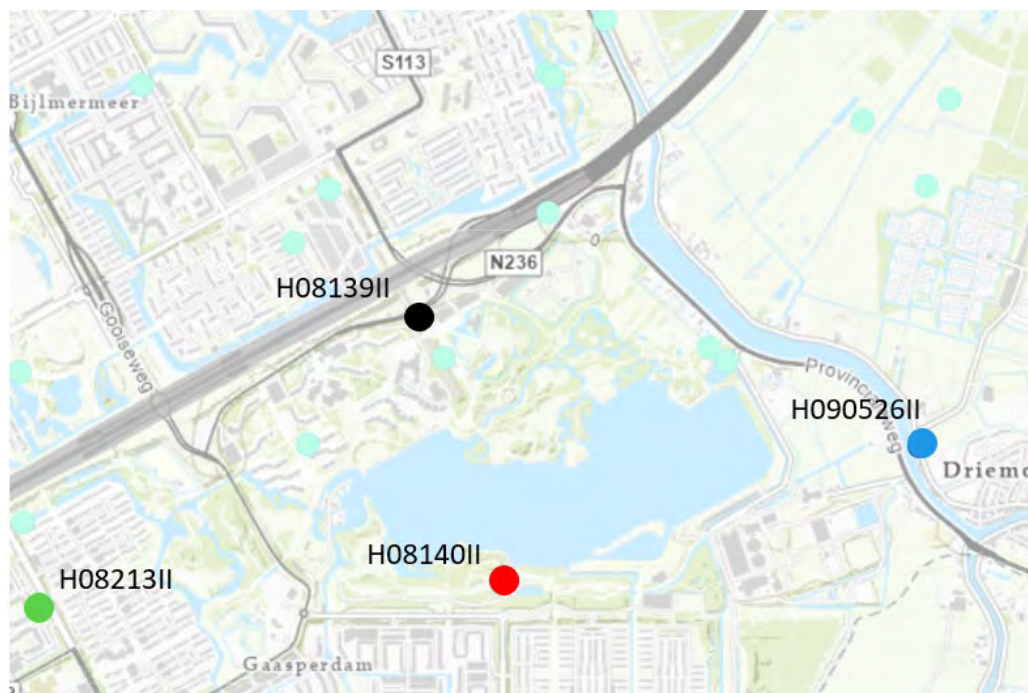 S113
Bijlmermeer
N236
H08139II
Gooiseweg
Provincialeweg
H090526II
Driemo
H08140II
H08213II
Gaasperdam